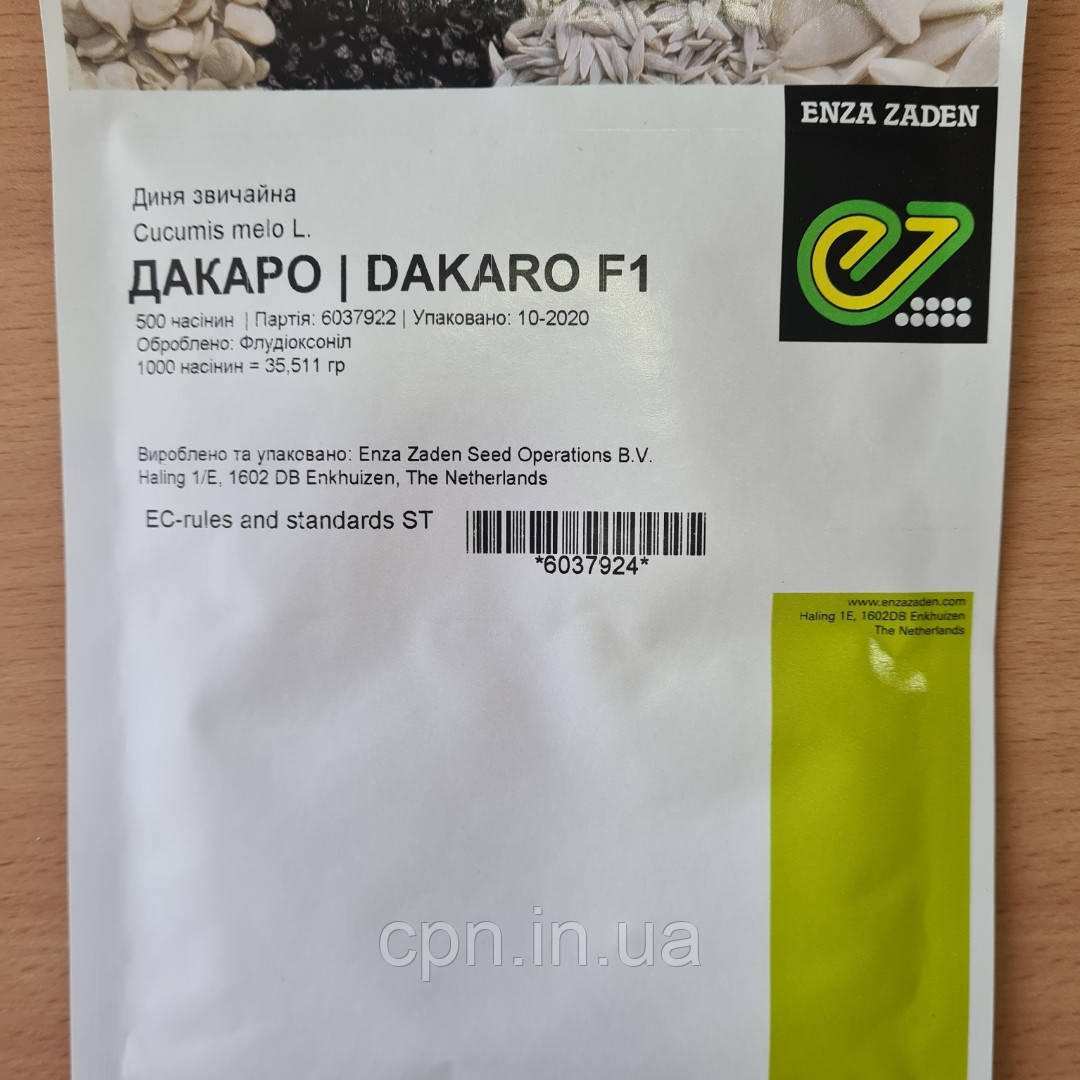 ENZA ZADEN
Диня звичайна
Cucumis melo L.
ДАКАРО | DAKARO F1
500 насінин | Партія: 6037922 | Упаковано: 10-2020
Оброблено: Флудіоксоніл
1000 насінин = 35,511 гр
Вироблено та упаковано: Enza Zaden Seed Operations B.V.
Haling 1/E, 1602 DB Enkhuizen, The Netherlands
EC-rules and standards ST
*6037924*
www.enzazaden.com
Haling 1E, 1602DB Enkhuizen
The Netherlands
cpn.in.ua